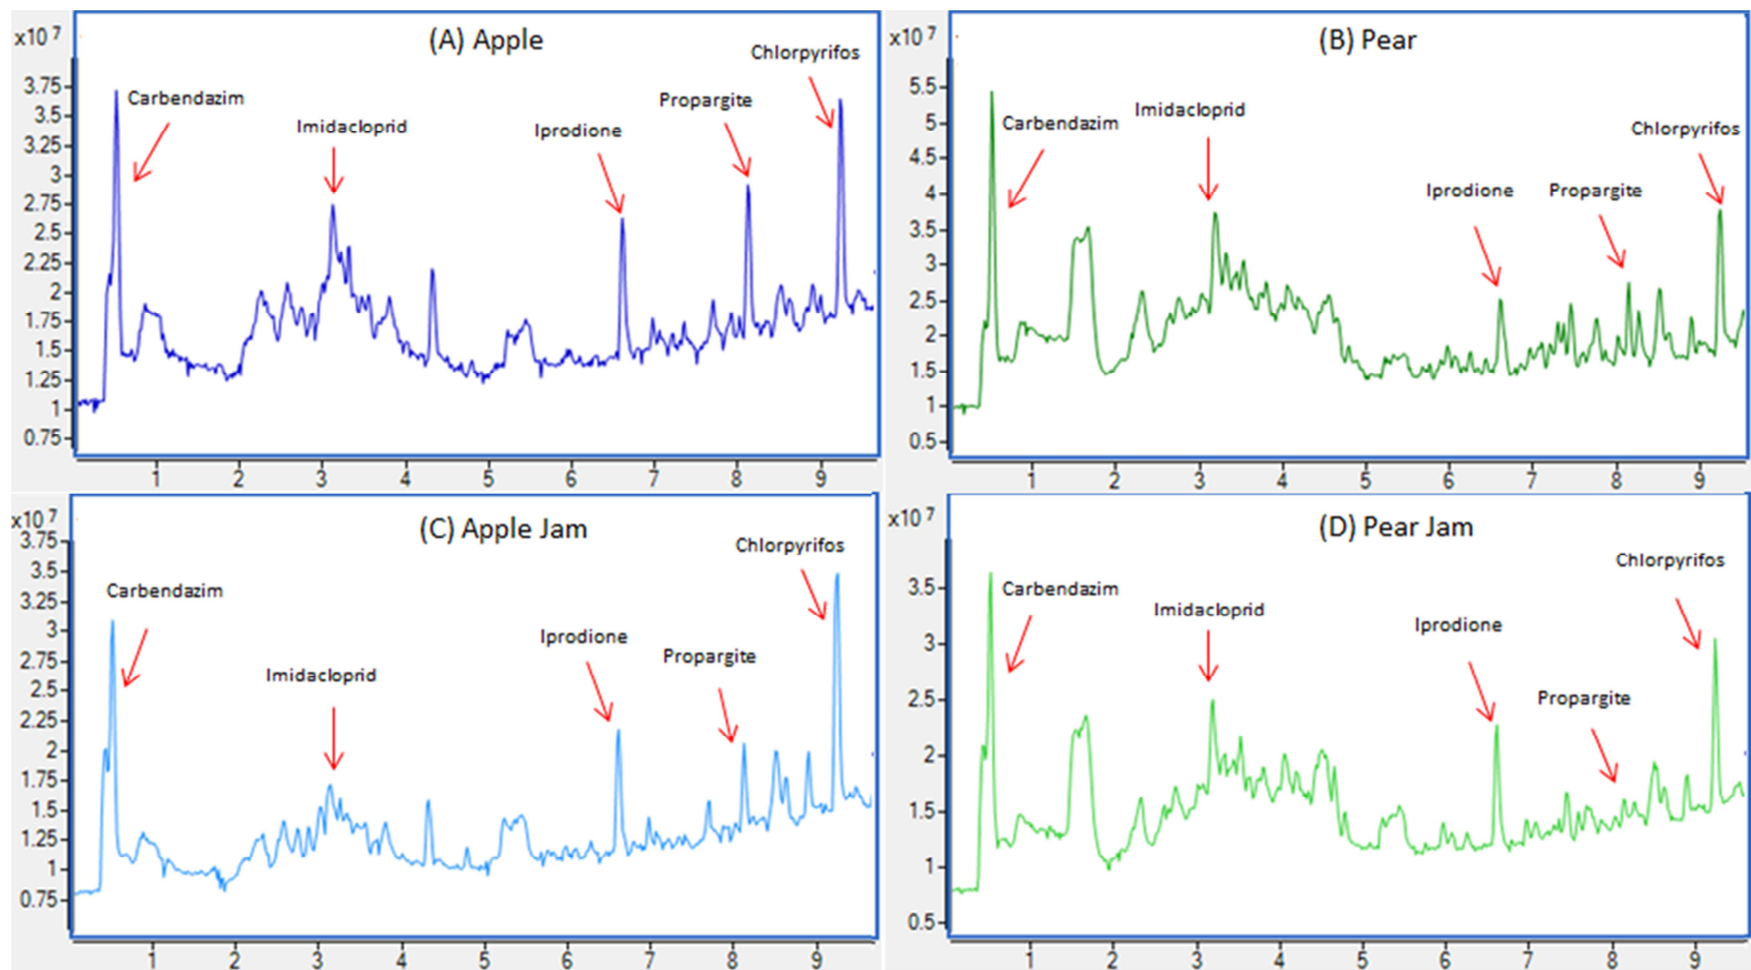 (A) Apple
x10 7
Carbendazim
Imidacloprid
Iprodione
Propargite
Chlorpyrifos
3.75
3.5
3.25
3
2.75
2.5
2.25
2
1.75
1.5
1.25
1
0.75
1 2 3 4 5 6 7 8 9
(B) Pear
x10 7
Carbendazim
Imidacloprid
Iprodione
Propargite
Chlorpyrifos
5.5
5
4.5
4
3.5
3
2.5
2
1.5
1
0.5
1 2 3 4 5 6 7 8 9
(C) Apple Jam
x10 7
Carbendazim
Imidacloprid
Iprodione
Propargite
Chlorpyrifos
3.75
3.5
3.25
3
2.75
2.5
2.25
2
1.75
1.5
1.25
1
0.75
1 2 3 4 5 6 7 8 9
(D) Pear Jam
x10 7
Carbendazim
Imidacloprid
Iprodione
Propargite
Chlorpyrifos
3.5
3
2.5
2
1.5
1
0.5
1 2 3 4 5 6 7 8 9